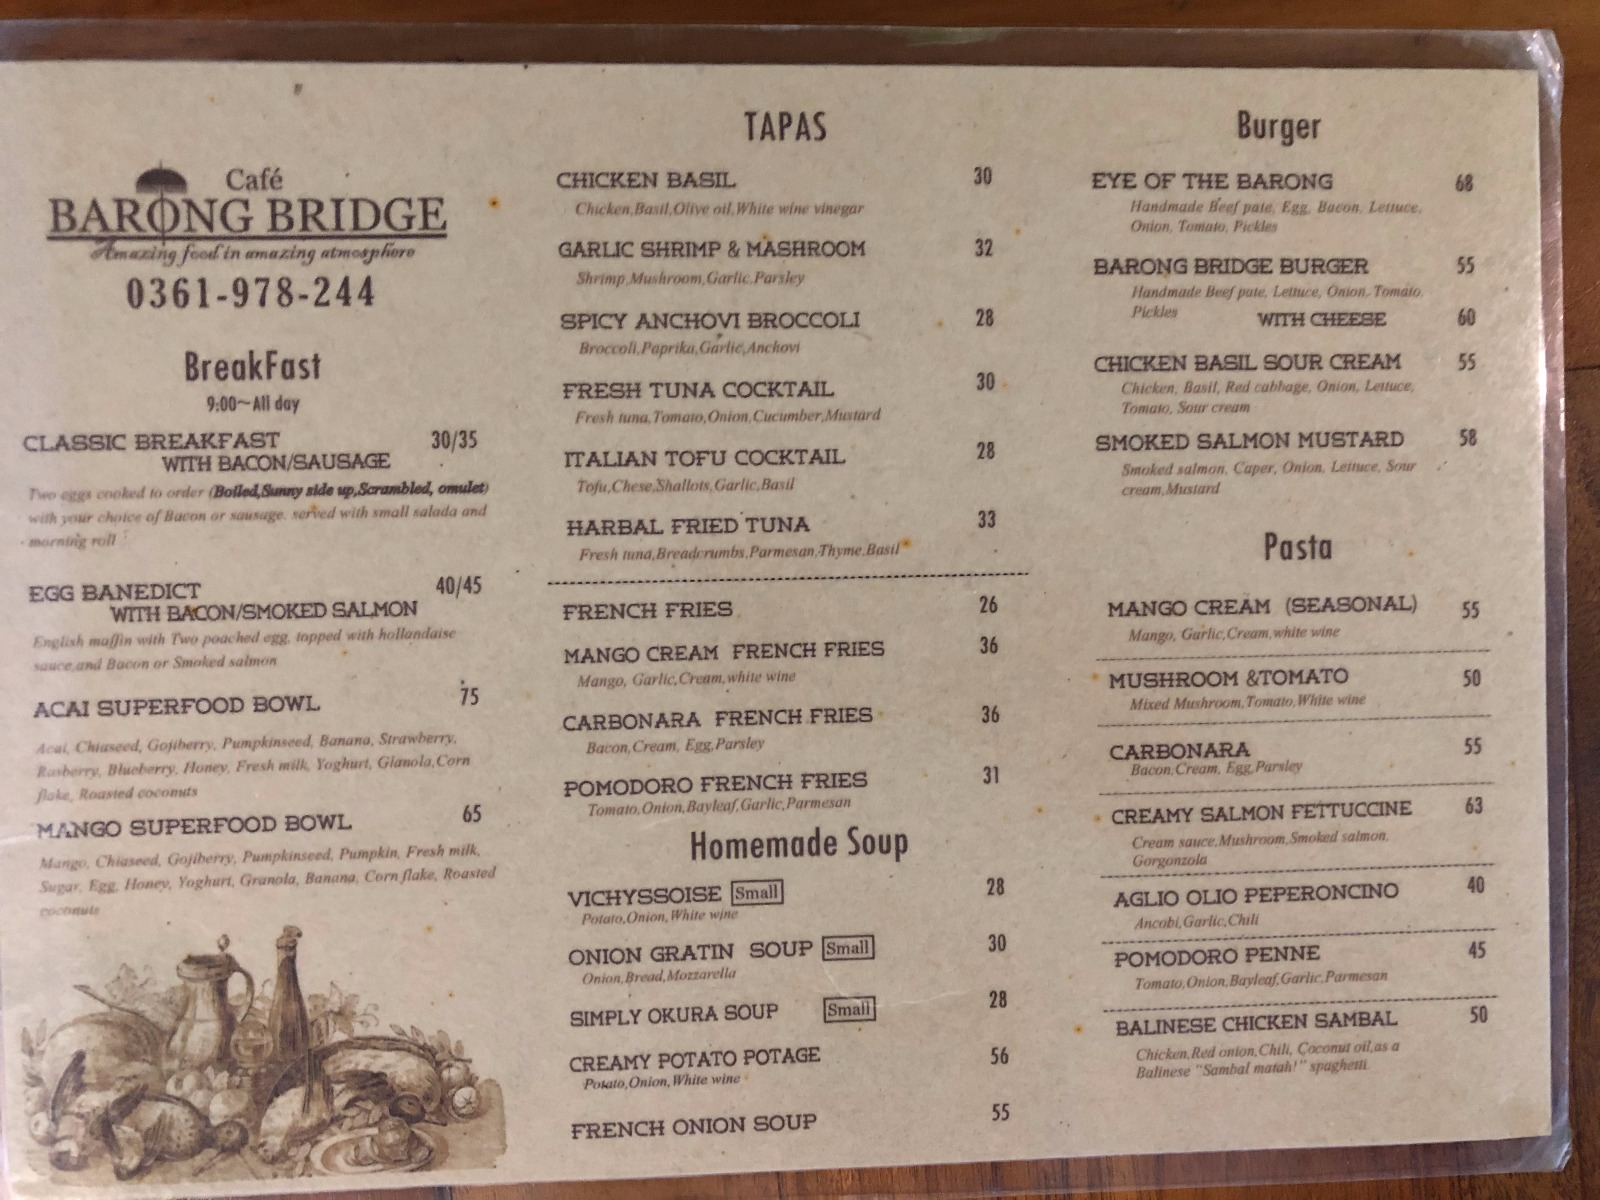 Café
BARONG BRIDGE
Amazing food in amazing atmosphere
0361-978-244
BreakFast
9:00~All day
CLASSIC BREAKFAST 30/35
WITH BACON/SAUSAGE
Two eggs cooked to order (Boiled,Sunny side up,Scrambled, omulet)
with your choice of Bacon or sausage. served with small salada and
morning roll
EGG BANEDICT 40/45
WITH BACON/SMOKED SALMON
English maffin with Two poached egg, topped with hollandaise
sauce,and Bacon or Smoked salmon
ACAI SUPERFOOD BOWL 75
Acai, Chiaseed, Gojiberry, Pumpkinseed, Banana, Strawberry,
Rasberry, Blueberry, Honey, Fresh milk, Yoghurt, Glanola,Corn
flake, Roasted coconuts
MANGO SUPERFOOD BOWL 65
Mango, Chiaseed, Gojiberry, Pumpkinseed, Pumpkin, Fresh milk,
Sugar, Egg, Honey, Yoghurt, Granola, Banana, Corn flake, Roasted
coconuts
TAPAS
CHICKEN BASIL 30
Chicken,Basil,Olive oil,White wine vinegar
GARLIC SHRIMP & MASHROOM 32
Shrimp,Mushroom,Garlic,Parsley
SPICY ANCHOVI BROCCOLI 28
Broccoli,Paprika,Garlic,Anchovi
FRESH TUNA COCKTAIL 30
Fresh tuna,Tomato,Onion,Cucumber,Mustard
ITALIAN TOFU COCKTAIL 28
Tofu,Chese,Shallots,Garlic,Basil
HARBAL FRIED TUNA 33
Fresh tuna,Breadcrumbs,Parmesan,Thyme,Basil
FRENCH FRIES 26
MANGO CREAM FRENCH FRIES 36
Mango, Garlic,Cream,white wine
CARBONARA FRENCH FRIES 36
Bacon,Cream, Egg,Parsley
POMODORO FRENCH FRIES 31
Tomato,Onion,Bayleaf,Garlic,Parmesan
Homemade Soup
VICHYSSOISE Small 28
Potato,Onion,White wine
ONION GRATIN SOUP Small 30
Onion,Bread,Mozzarella
SIMPLY OKURA SOUP Small 28
CREAMY POTATO POTAGE 56
Potato,Onion,White wine
FRENCH ONION SOUP 55
Burger
EYE OF THE BARONG 68
Handmade Beef pate, Egg, Bacon, Lettuce,
Onion, Tomato, Pickles
BARONG BRIDGE BURGER 55
Handmade Beef pate, Lettuce, Onion, Tomato,
Pickles
WITH CHEESE 60
CHICKEN BASIL SOUR CREAM 55
Chicken, Basil, Red cabbage, Onion, Lettuce,
Tomato, Sour cream
SMOKED SALMON MUSTARD 58
Smoked salmon, Caper, Onion, Lettuce, Sour
cream,Mustard
Pasta
MANGO CREAM (SEASONAL) 55
Mango, Garlic,Cream,white wine
MUSHROOM &TOMATO 50
Mixed Mushroom,Tomato,White wine
CARBONARA 55
Bacon,Cream, Egg,Parsley
CREAMY SALMON FETTUCCINE 63
Cream sauce,Mushroom,Smoked salmon,
Gorgonzola
AGLIO OLIO PEPERONCINO 40
Ancobi,Garlic,Chili
POMODORO PENNE 45
Tomato,Onion,Bayleaf,Garlic,Parmesan
BALINESE CHICKEN SAMBAL 50
Chicken,Red onion,Chili, Coconut oil,as a
Balinese "Sambal matah!" spaghetti